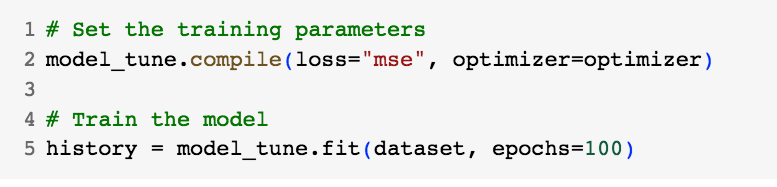 1 # Set the training parameters
2 model_tune.compile(loss="mse", optimizer=optimizer)
3
4 # Train the model
5 history = model_tune.fit(dataset, epochs=100)